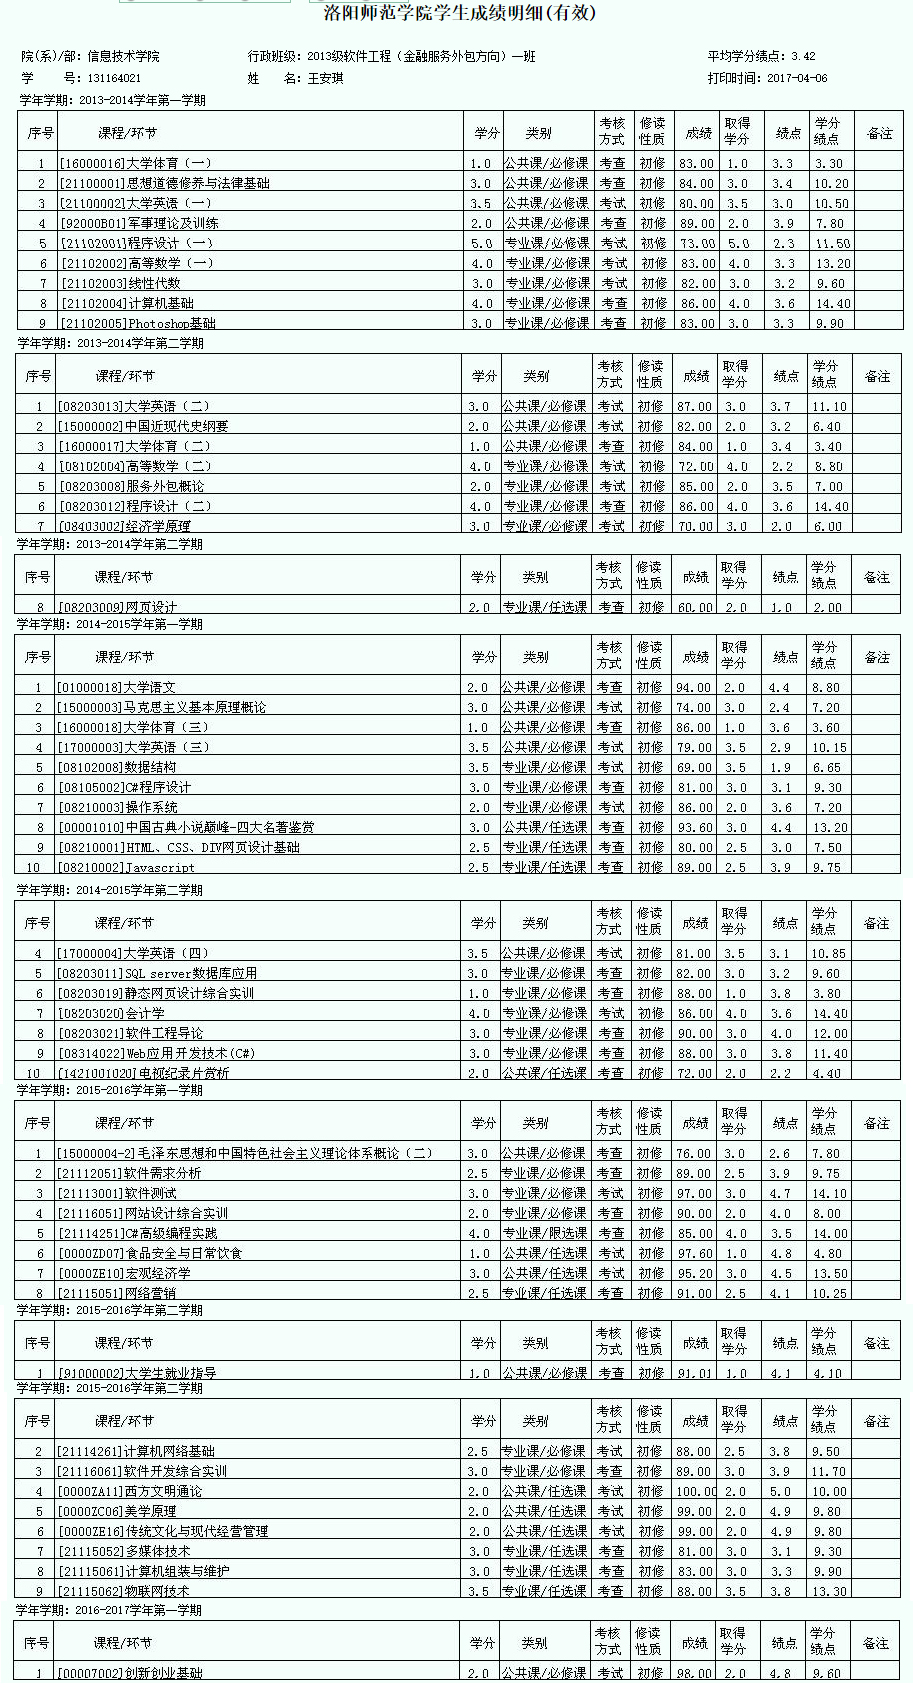 洛阳师范学院学生成绩明细(有效)
院(系)/部：信息技术学院 行政班级：2013级软件工程（金融服务外包方向）一班 平均学分绩点：3.42
学 号：131164021 姓 名：王安琪 打印时间：2017-04-06
学年学期：2013-2014学年第一学期
序号 课程/环节 学分 类别 考核方式 修读性质 成绩 取得学分 绩点 学分绩点 备注
1 [16000016]大学体育（一） 1.0 公共课/必修课 考查 初修 83.00 1.0 3.3 3.30
2 [21100001]思想道德修养与法律基础 3.0 公共课/必修课 考查 初修 84.00 3.0 3.4 10.20
3 [21100002]大学英语（一） 3.5 公共课/必修课 考试 初修 80.00 3.5 3.0 10.50
4 [92000B01]军事理论及训练 2.0 公共课/必修课 考查 初修 89.00 2.0 3.9 7.80
5 [21102001]程序设计（一） 5.0 专业课/必修课 考试 初修 73.00 5.0 2.3 11.50
6 [21102002]高等数学（一） 4.0 专业课/必修课 考试 初修 83.00 4.0 3.3 13.20
7 [21102003]线性代数 3.0 专业课/必修课 考试 初修 82.00 3.0 3.2 9.60
8 [21102004]计算机基础 4.0 专业课/必修课 考查 初修 86.00 4.0 3.6 14.40
9 [21102005]Photoshop基础 3.0 专业课/必修课 考查 初修 83.00 3.0 3.3 9.90
学年学期：2013-2014学年第二学期
序号 课程/环节 学分 类别 考核方式 修读性质 成绩 取得学分 绩点 学分绩点 备注
1 [08203013]大学英语（二） 3.0 公共课/必修课 考试 初修 87.00 3.0 3.7 11.10
2 [15000002]中国近现代史纲要 2.0 公共课/必修课 考试 初修 82.00 2.0 3.2 6.40
3 [16000017]大学体育（二） 1.0 公共课/必修课 考查 初修 84.00 1.0 3.4 3.40
4 [08102004]高等数学（二） 4.0 专业课/必修课 考试 初修 72.00 4.0 2.2 8.80
5 [08203008]服务外包概论 2.0 专业课/必修课 考查 初修 85.00 2.0 3.5 7.00
6 [08203012]程序设计（二） 4.0 专业课/必修课 考查 初修 86.00 4.0 3.6 14.40
7 [08403002]经济学原理 3.0 专业课/必修课 考试 初修 70.00 3.0 2.0 6.00
学年学期：2013-2014学年第二学期
序号 课程/环节 学分 类别 考核方式 修读性质 成绩 取得学分 绩点 学分绩点 备注
8 [08203009]网页设计 2.0 专业课/任选课 考查 初修 60.00 2.0 1.0 2.00
学年学期：2014-2015学年第一学期
序号 课程/环节 学分 类别 考核方式 修读性质 成绩 取得学分 绩点 学分绩点 备注
1 [01000018]大学语文 2.0 公共课/必修课 考查 初修 94.00 2.0 4.4 8.80
2 [15000003]马克思主义基本原理概论 3.0 公共课/必修课 考试 初修 74.00 3.0 2.4 7.20
3 [16000018]大学体育（三） 1.0 公共课/必修课 考查 初修 86.00 1.0 3.6 3.60
4 [17000003]大学英语（三） 3.5 公共课/必修课 考试 初修 79.00 3.5 2.9 10.15
5 [08102008]数据结构 3.5 专业课/必修课 考试 初修 69.00 3.5 1.9 6.65
6 [08105002]C#程序设计 3.0 专业课/必修课 考查 初修 81.00 3.0 3.1 9.30
7 [08210003]操作系统 2.0 专业课/必修课 考试 初修 86.00 2.0 3.6 7.20
8 [00001010]中国古典小说巅峰-四大名著鉴赏 3.0 公共课/任选课 考查 初修 93.60 3.0 4.4 13.20
9 [08210001]HTML、CSS、DIV网页设计基础 2.5 专业课/任选课 考查 初修 80.00 2.5 3.0 7.50
10 [08210002]Javascript 2.5 专业课/任选课 考查 初修 89.00 2.5 3.9 9.75
学年学期：2014-2015学年第二学期
序号 课程/环节 学分 类别 考核方式 修读性质 成绩 取得学分 绩点 学分绩点 备注
4 [17000004]大学英语（四） 3.5 公共课/必修课 考试 初修 81.00 3.5 3.1 10.85
5 [08203011]SQL server数据库应用 3.0 专业课/必修课 考查 初修 82.00 3.0 3.2 9.60
6 [08203019]静态网页设计综合实训 1.0 专业课/必修课 考查 初修 88.00 1.0 3.8 3.80
7 [08203020]会计学 4.0 专业课/必修课 考试 初修 86.00 4.0 3.6 14.40
8 [08203021]软件工程导论 3.0 专业课/必修课 考查 初修 90.00 3.0 4.0 12.00
9 [08314022]Web应用开发技术(C#) 3.0 专业课/必修课 考查 初修 88.00 3.0 3.8 11.40
10 [1421001020]电视纪录片赏析 2.0 公共课/任选课 考查 初修 72.00 2.0 2.2 4.40
学年学期：2015-2016学年第一学期
序号 课程/环节 学分 类别 考核方式 修读性质 成绩 取得学分 绩点 学分绩点 备注
1 [15000004-2]毛泽东思想和中国特色社会主义理论体系概论（二） 3.0 公共课/必修课 考查 初修 76.00 3.0 2.6 7.80
2 [21112051]软件需求分析 2.5 专业课/必修课 考查 初修 89.00 2.5 3.9 9.75
3 [21113001]软件测试 3.0 专业课/必修课 考试 初修 97.00 3.0 4.7 14.10
4 [21116051]网站设计综合实训 2.0 专业课/必修课 考查 初修 90.00 2.0 4.0 8.00
5 [21114251]C#高级编程实践 4.0 专业课/限选课 考查 初修 85.00 4.0 3.5 14.00
6 [0000ZD07]食品安全与日常饮食 1.0 公共课/任选课 考试 初修 97.60 1.0 4.8 4.80
7 [0000ZE10]宏观经济学 3.0 公共课/任选课 考试 初修 95.20 3.0 4.5 13.50
8 [21115051]网络营销 2.5 专业课/任选课 考查 初修 91.00 2.5 4.1 10.25
学年学期：2015-2016学年第二学期
序号 课程/环节 学分 类别 考核方式 修读性质 成绩 取得学分 绩点 学分绩点 备注
1 [91000002]大学生就业指导 1.0 公共课/必修课 考查 初修 91.01 1.0 4.1 4.10
学年学期：2015-2016学年第二学期
序号 课程/环节 学分 类别 考核方式 修读性质 成绩 取得学分 绩点 学分绩点 备注
2 [21114261]计算机网络基础 2.5 专业课/必修课 考试 初修 88.00 2.5 3.8 9.50
3 [21116061]软件开发综合实训 3.0 专业课/必修课 考查 初修 89.00 3.0 3.9 11.70
4 [0000ZA11]西方文明通论 2.0 公共课/任选课 考试 初修 100.00 2.0 5.0 10.00
5 [0000ZC06]美学原理 2.0 公共课/任选课 考试 初修 99.00 2.0 4.9 9.80
6 [0000ZE16]传统文化与现代经营管理 2.0 公共课/任选课 考试 初修 99.00 2.0 4.9 9.80
7 [21115052]多媒体技术 3.0 专业课/任选课 考查 初修 81.00 3.0 3.1 9.30
8 [21115061]计算机组装与维护 3.0 专业课/任选课 考查 初修 83.00 3.0 3.3 9.90
9 [21115062]物联网技术 3.5 专业课/任选课 考查 初修 88.00 3.5 3.8 13.30
学年学期：2016-2017学年第一学期
序号 课程/环节 学分 类别 考核方式 修读性质 成绩 取得学分 绩点 学分绩点 备注
1 [00007002]创新创业基础 2.0 公共课/必修课 考试 初修 98.00 2.0 4.8 9.60